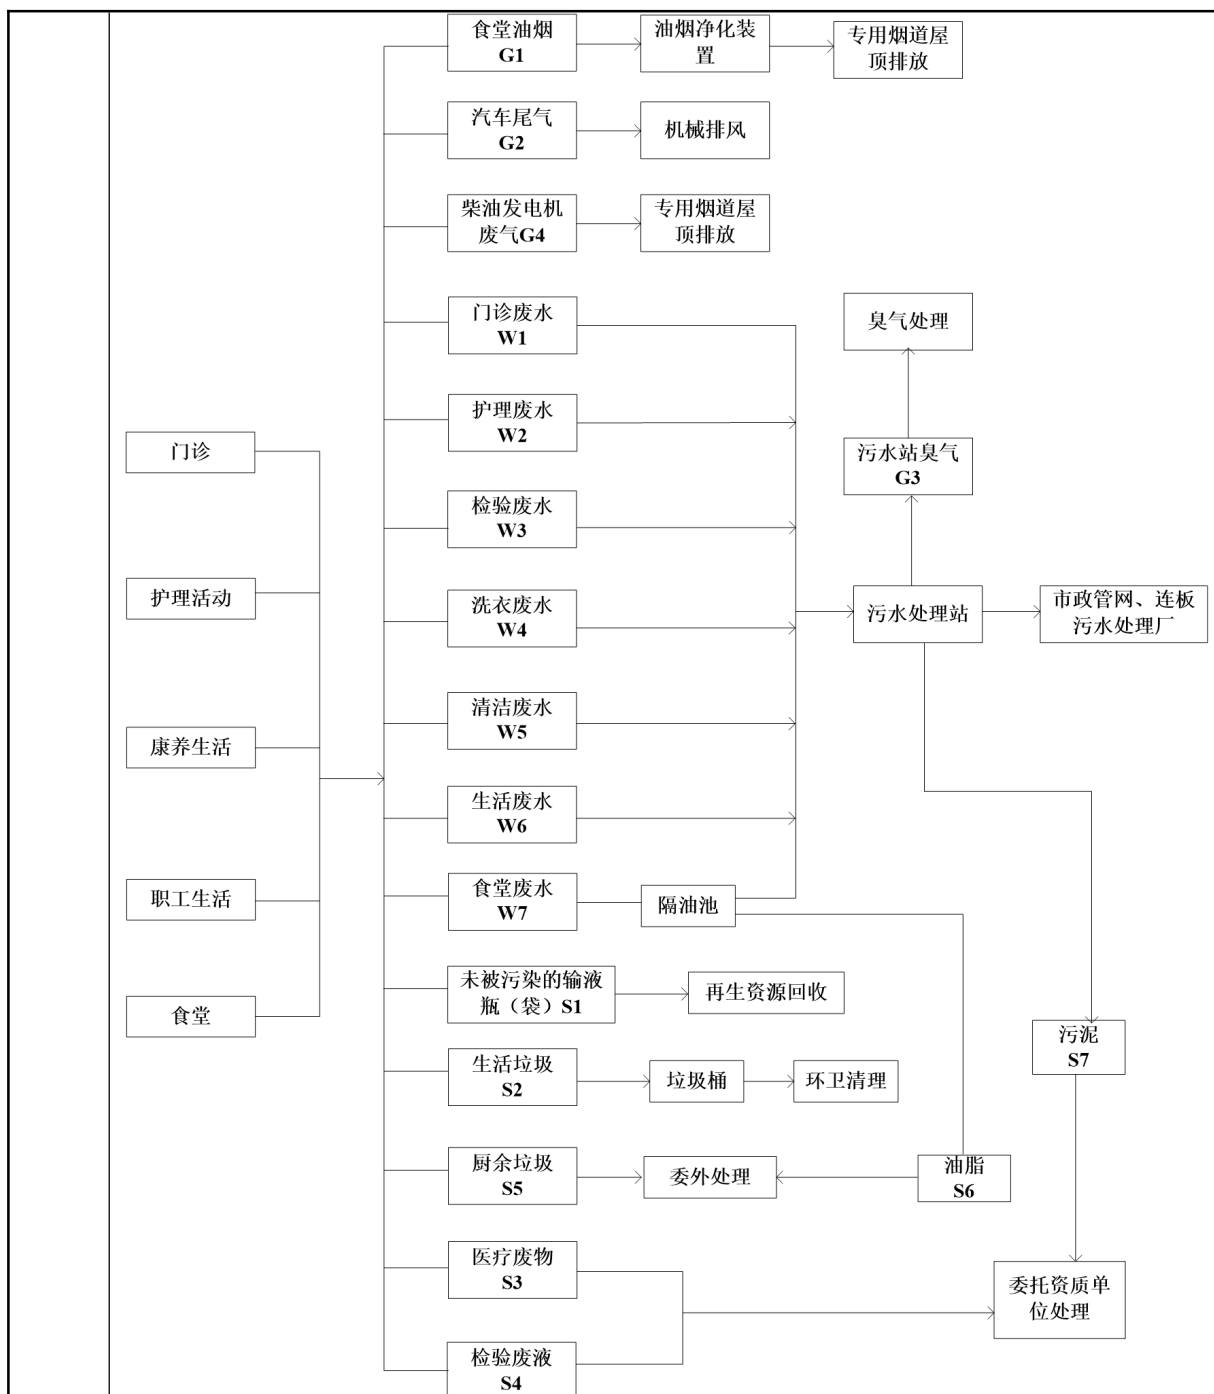 食堂油烟
G1
油烟净化装
置
专用烟道屋
顶排放
汽车尾气
G2
机械排风
柴油发电机
废气G4
专用烟道屋
顶排放
门诊废水
W1
臭气处理
护理废水
W2
门诊
污水站臭气
G3
检验废水
W3
护理活动
洗衣废水
W4
污水处理站
市政管网、连板
污水处理厂
清洁废水
W5
康养生活
生活废水
W6
职工生活
食堂废水
W7
隔油池
未被污染的输液
瓶（袋）S1
再生资源回收
食堂
污泥
S7
生活垃圾
S2
垃圾桶
环卫清理
厨余垃圾
S5
委外处理
油脂
S6
医疗废物
S3
委托资质单
位处理
检验废液
S4